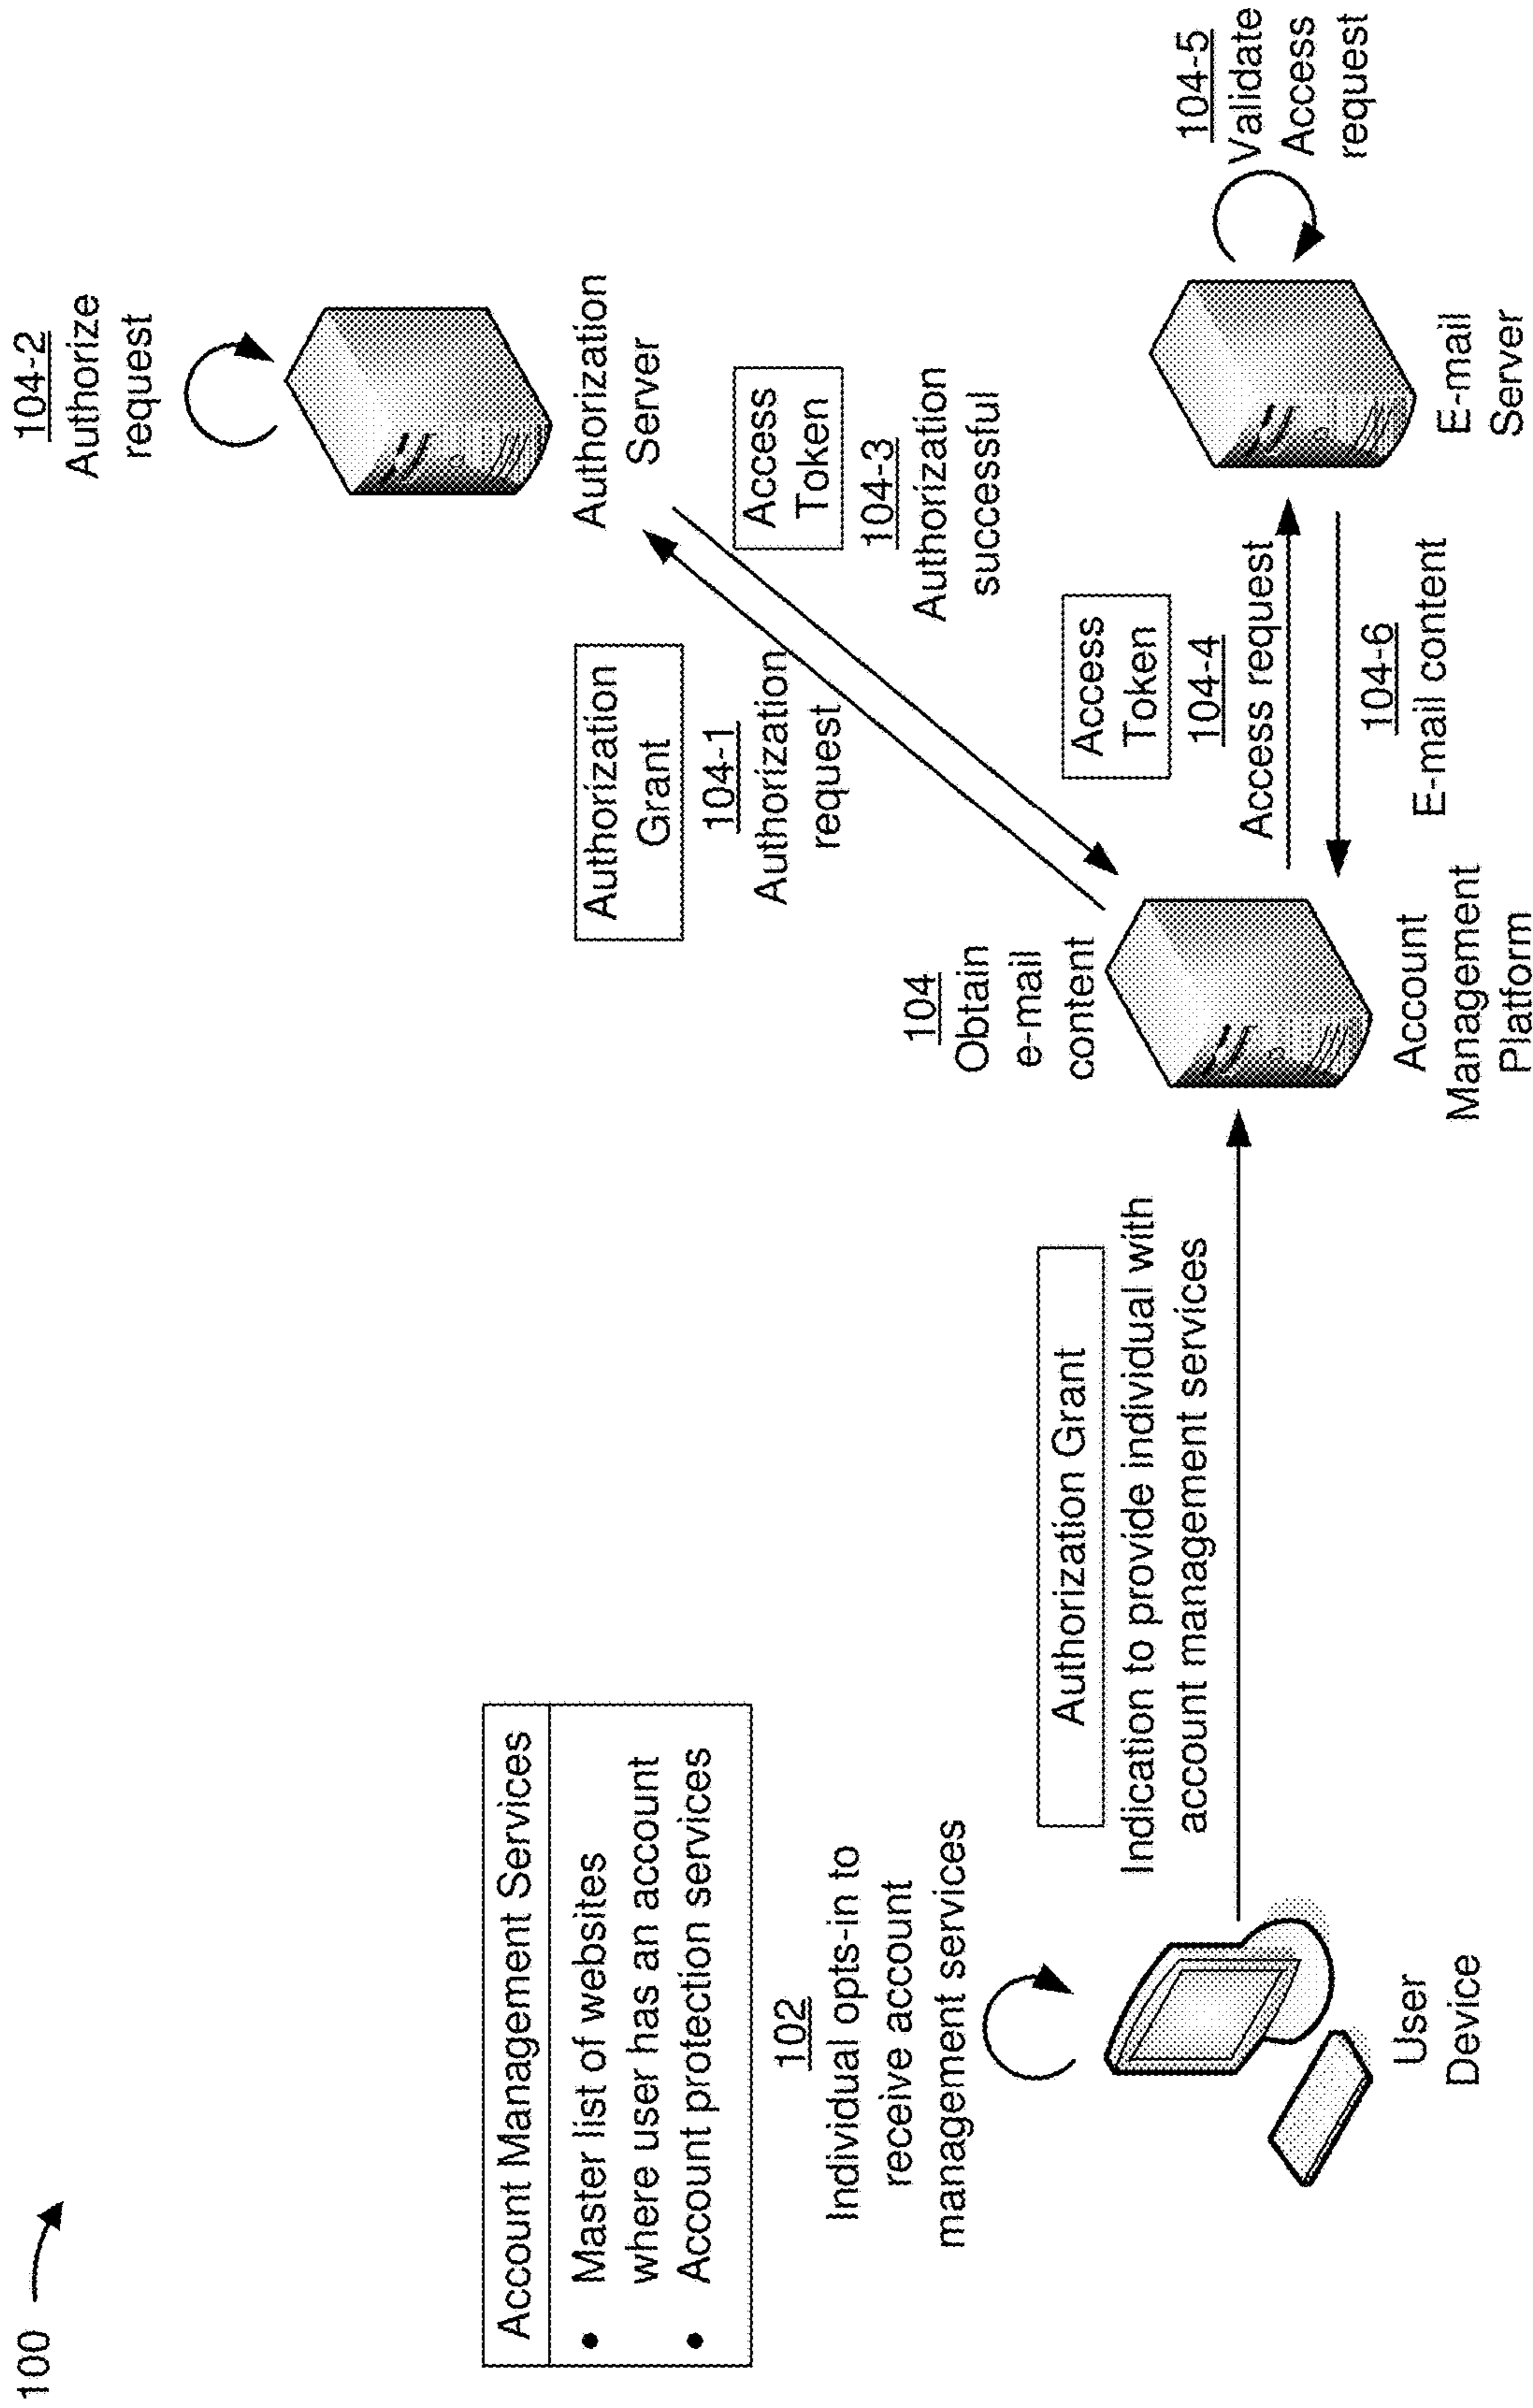 100
Account Management Services
• Master list of websites
where user has an account
• Account protection services
102
Individual opts-in to
receive account
management services
User
Device
Authorization Grant
Indication to provide individual with
account management services
104
Obtain
e-mail
content
Account
Management
Platform
Authorization
Grant
104-1
Authorization
request
104-2
Authorize
request
Authorization
Server
Access
Token
104-3
Authorization
successful
Access
Token
104-4
Access request
104-5
Validate
Access
request
E-mail
Server
104-6
E-mail content